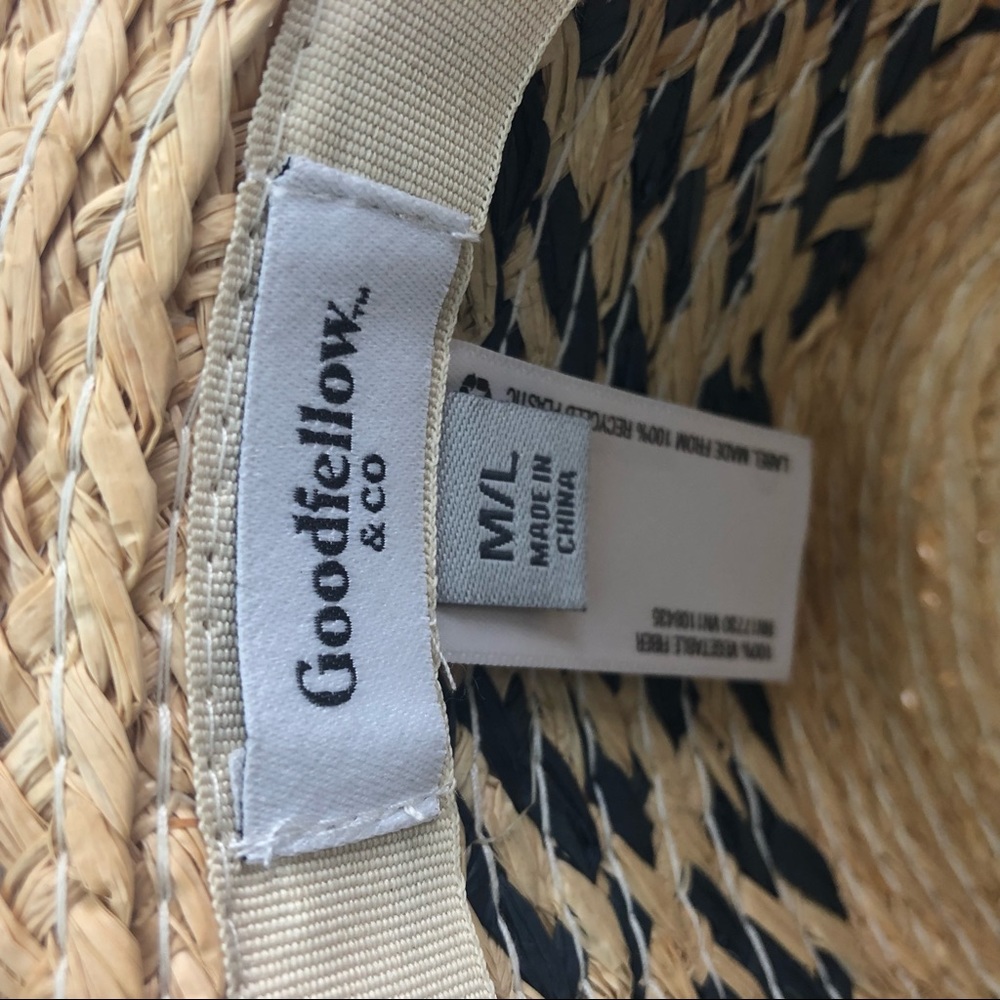 Goodfellow™
& CO
M/L
MADE IN
CHINA
LABEL MADE FROM 100% RECYCLED PLASTIC
100% VEGETABLE FIBER